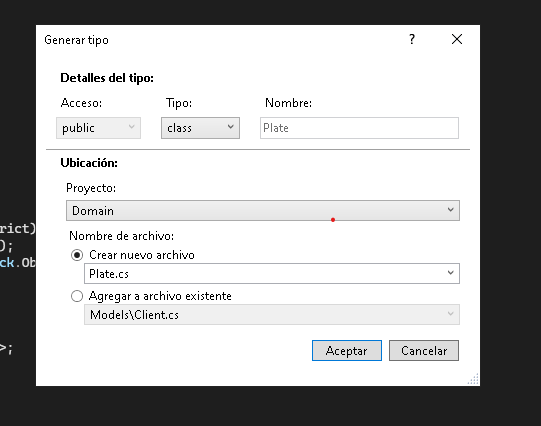 Generar tipo ?
Detalles del tipo:
Acceso: Tipo: Nombre:
public class Plate
Ubicación:
Proyecto:
Domain
rict)
);
Nombre de archivo:
Crear nuevo archivo
ck.Ob
Plate.cs
Agregar a archivo existente
Models\Client.cs
>;
Aceptar Cancelar